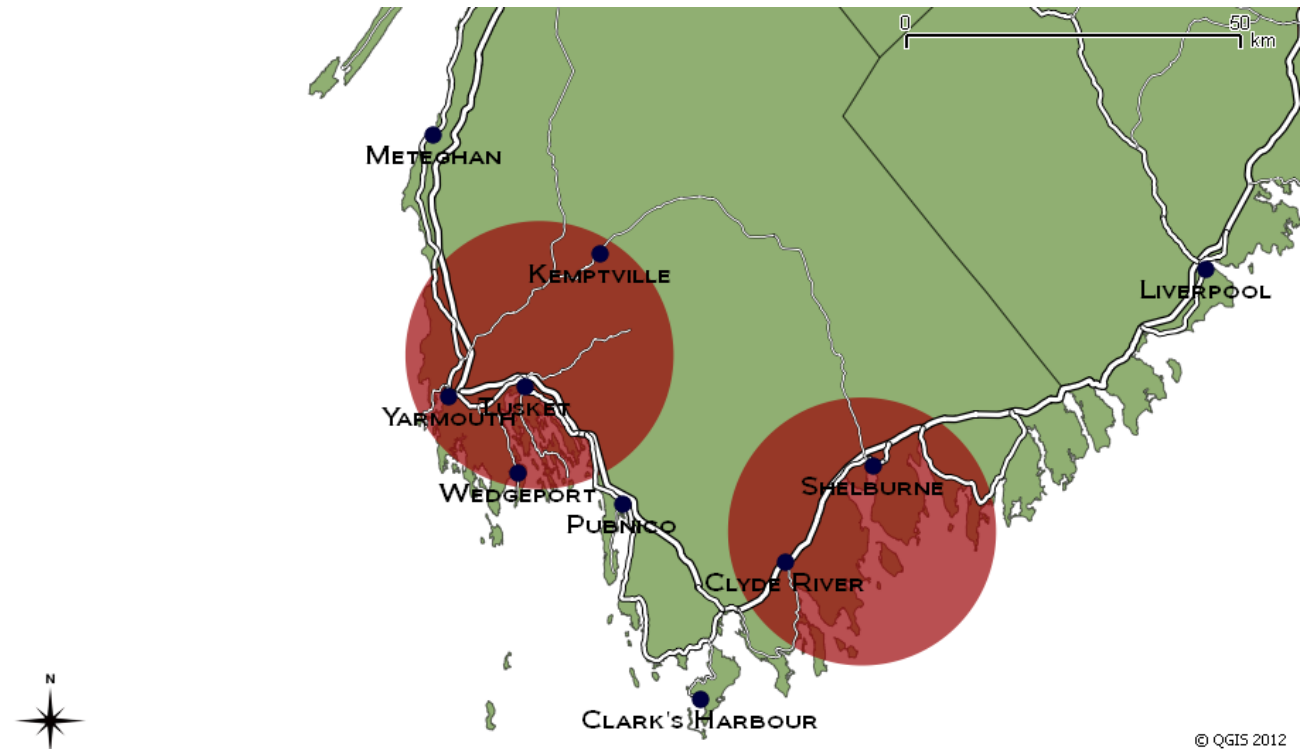 0 50
km
Meteghan
Kemptville
Liverpool
Yarmouth
Tusket
Wedgeport
Shelburne
Pubnico
Clyde River
N
Clark's Harbour
© QGIS 2012